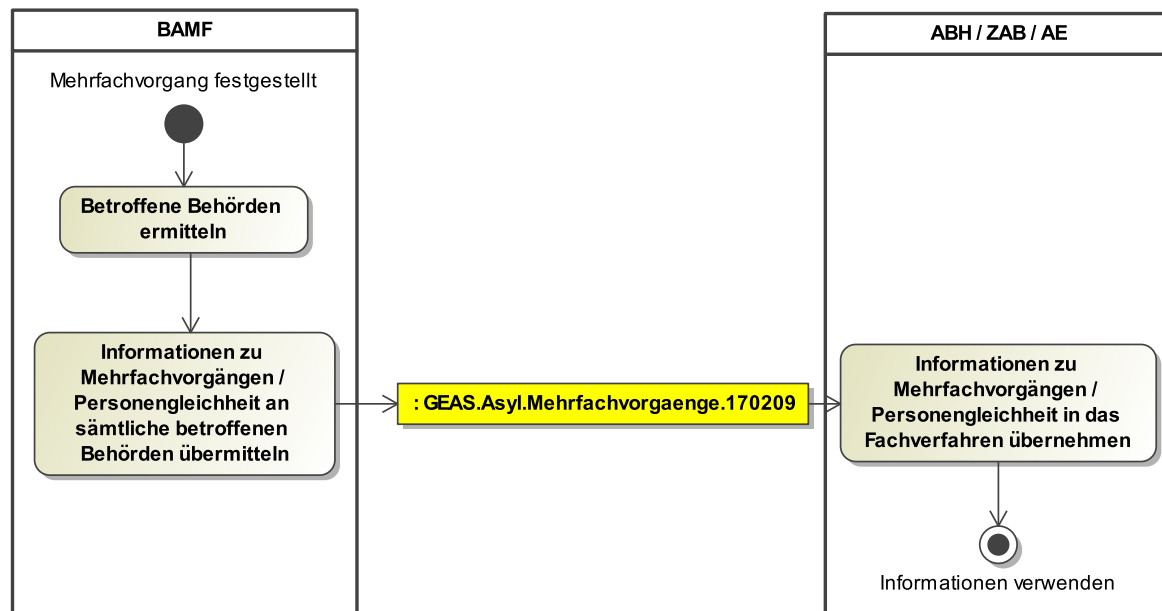 BAMF
Mehrfachvorgang festgestellt
Betroffene Behörden
ermitteln
Informationen zu
Mehrfachvorgängen /
Personengleichheit an
sämtliche betroffenen
Behörden übermitteln
: GEAS.Asyl.Mehrfachvorgaenge.170209
ABH / ZAB / AE
Informationen zu
Mehrfachvorgängen /
Personengleichheit in das
Fachverfahren übernehmen
Informationen verwenden